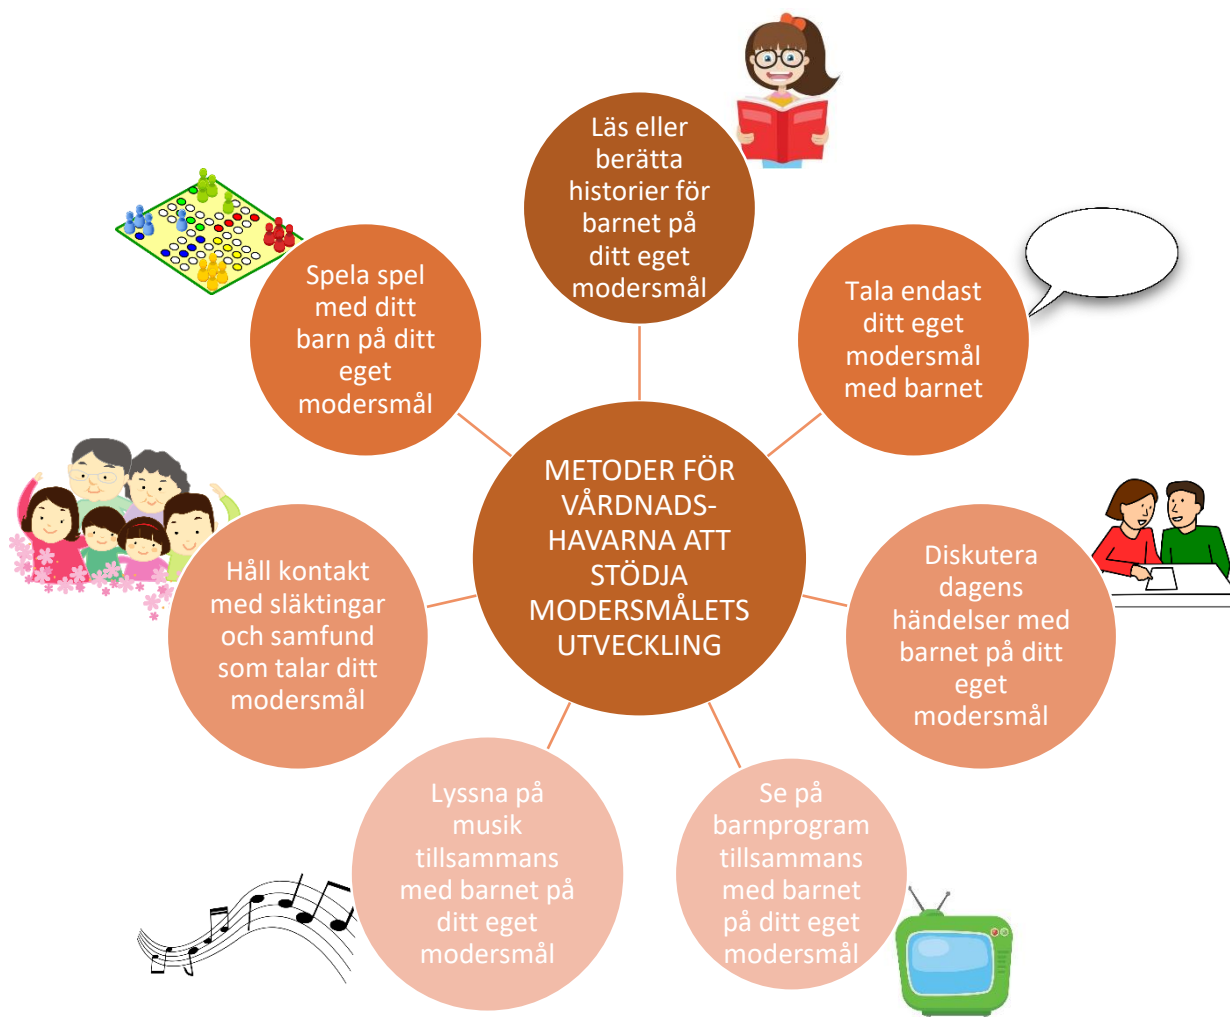 Läs eller
berätta
historier för
barnet på
ditt eget
modersmål
Tala endast
ditt eget
modersmål
med barnet
Diskutera
dagens
händelser med
barnet på ditt
eget
modersmål
Se på
barnprogram
tillsammans
med barnet
på ditt eget
modersmål
Lyssna på
musik
tillsammans
med barnet på
ditt eget
modersmål
Håll kontakt
med släktingar
och samfund
som talar ditt
modersmål
Spela spel
med ditt
barn på ditt
eget
modersmål
METODER FÖR
VÅRDNADS-
HAVARNA ATT
STÖDJA
MODERSMÅLETS
UTVECKLING